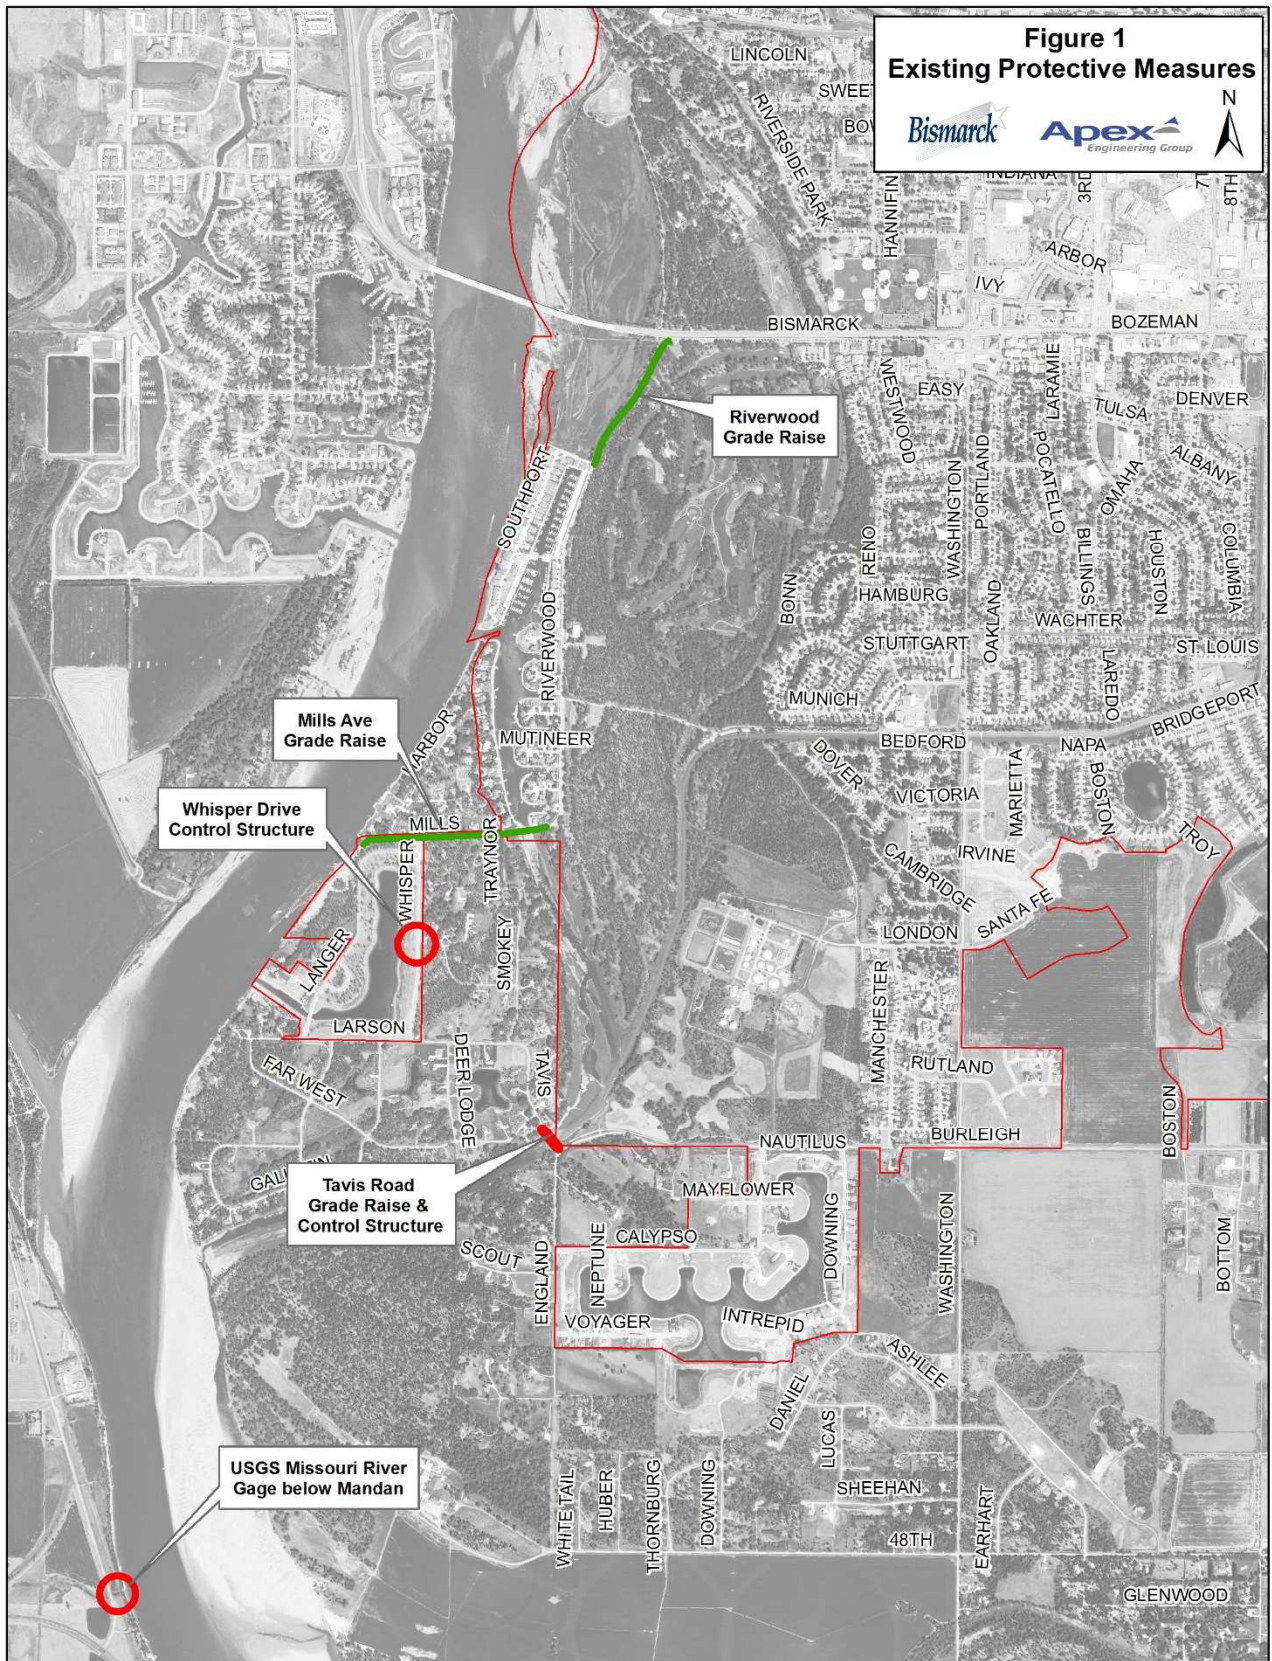 Figure 1
Existing Protective Measures
Bismarck
Apex
Engineering Group
N
LINCOLN
SWEET
BOW
RIVERSIDE PARK
HANNIFIN
INDIANA
3RD
7T
8TH
ARBOR
IVY
BISMARCK
BOZEMAN
WESTWOOD
EASY
LARAMIE
TULSA
DENVER
Riverwood
Grade Raise
SOUTHPORT
WASHINGTON
PORTLAND
POCATELLO
OMAHA
ALBANY
RENO
BILLINGS
HOUSTON
COLUMBIA
BONN
HAMBURG
RIVERWOOD
WACHTER
STUTTGART
OAKLAND
ST. LOUIS
LAREDO
MUNICH
BRIDGEPORT
Mills Ave
Grade Raise
HARBOR
MUTINEER
BEDFORD
NAPA
DOVER
VICTORIA
MARIETTA
BOSTON
Whisper Drive
Control Structure
MILLS
TRAYNOR
WHISPER
IRVINE
TROY
CAMBRIDGE
SANTA FE
LONDON
LANGER
SMOKEY
MANCHESTER
LARSON
DEER LODGE
TAVIS
FAR WEST
RUTLAND
BOSTON
NAUTILUS
BURLEIGH
Tavis Road
Grade Raise &
Control Structure
MAYFLOWER
SCOUT
ENGLAND
NEPTUNE
CALYPSO
DOWNING
WASHINGTON
BOTTOM
VOYAGER
INTREPID
ASHLEE
DANIEL
LUCAS
USGS Missouri River
Gage below Mandan
WHITE TAIL
HUBER
THORNBURG
DOWNING
SHEEHAN
48TH
EARHART
GLENWOOD